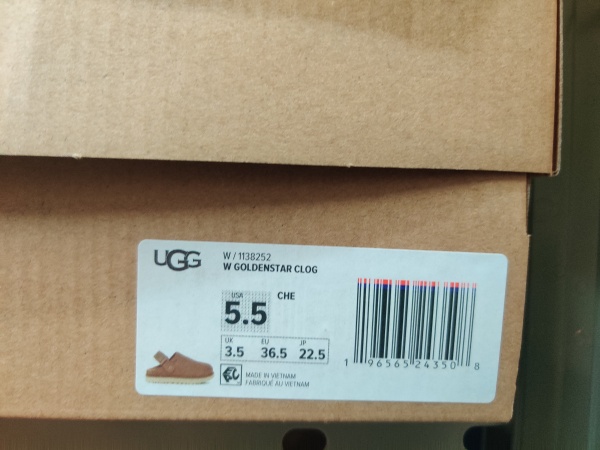 UGG
W / 1138252
W GOLDENSTAR CLOG
USA
5.5
CHE
UK EU JP
3.5 36.5 22.5
MADE IN VIETNAM
FABRIQUÉ AU VIETNAM
1 96565 24350 8